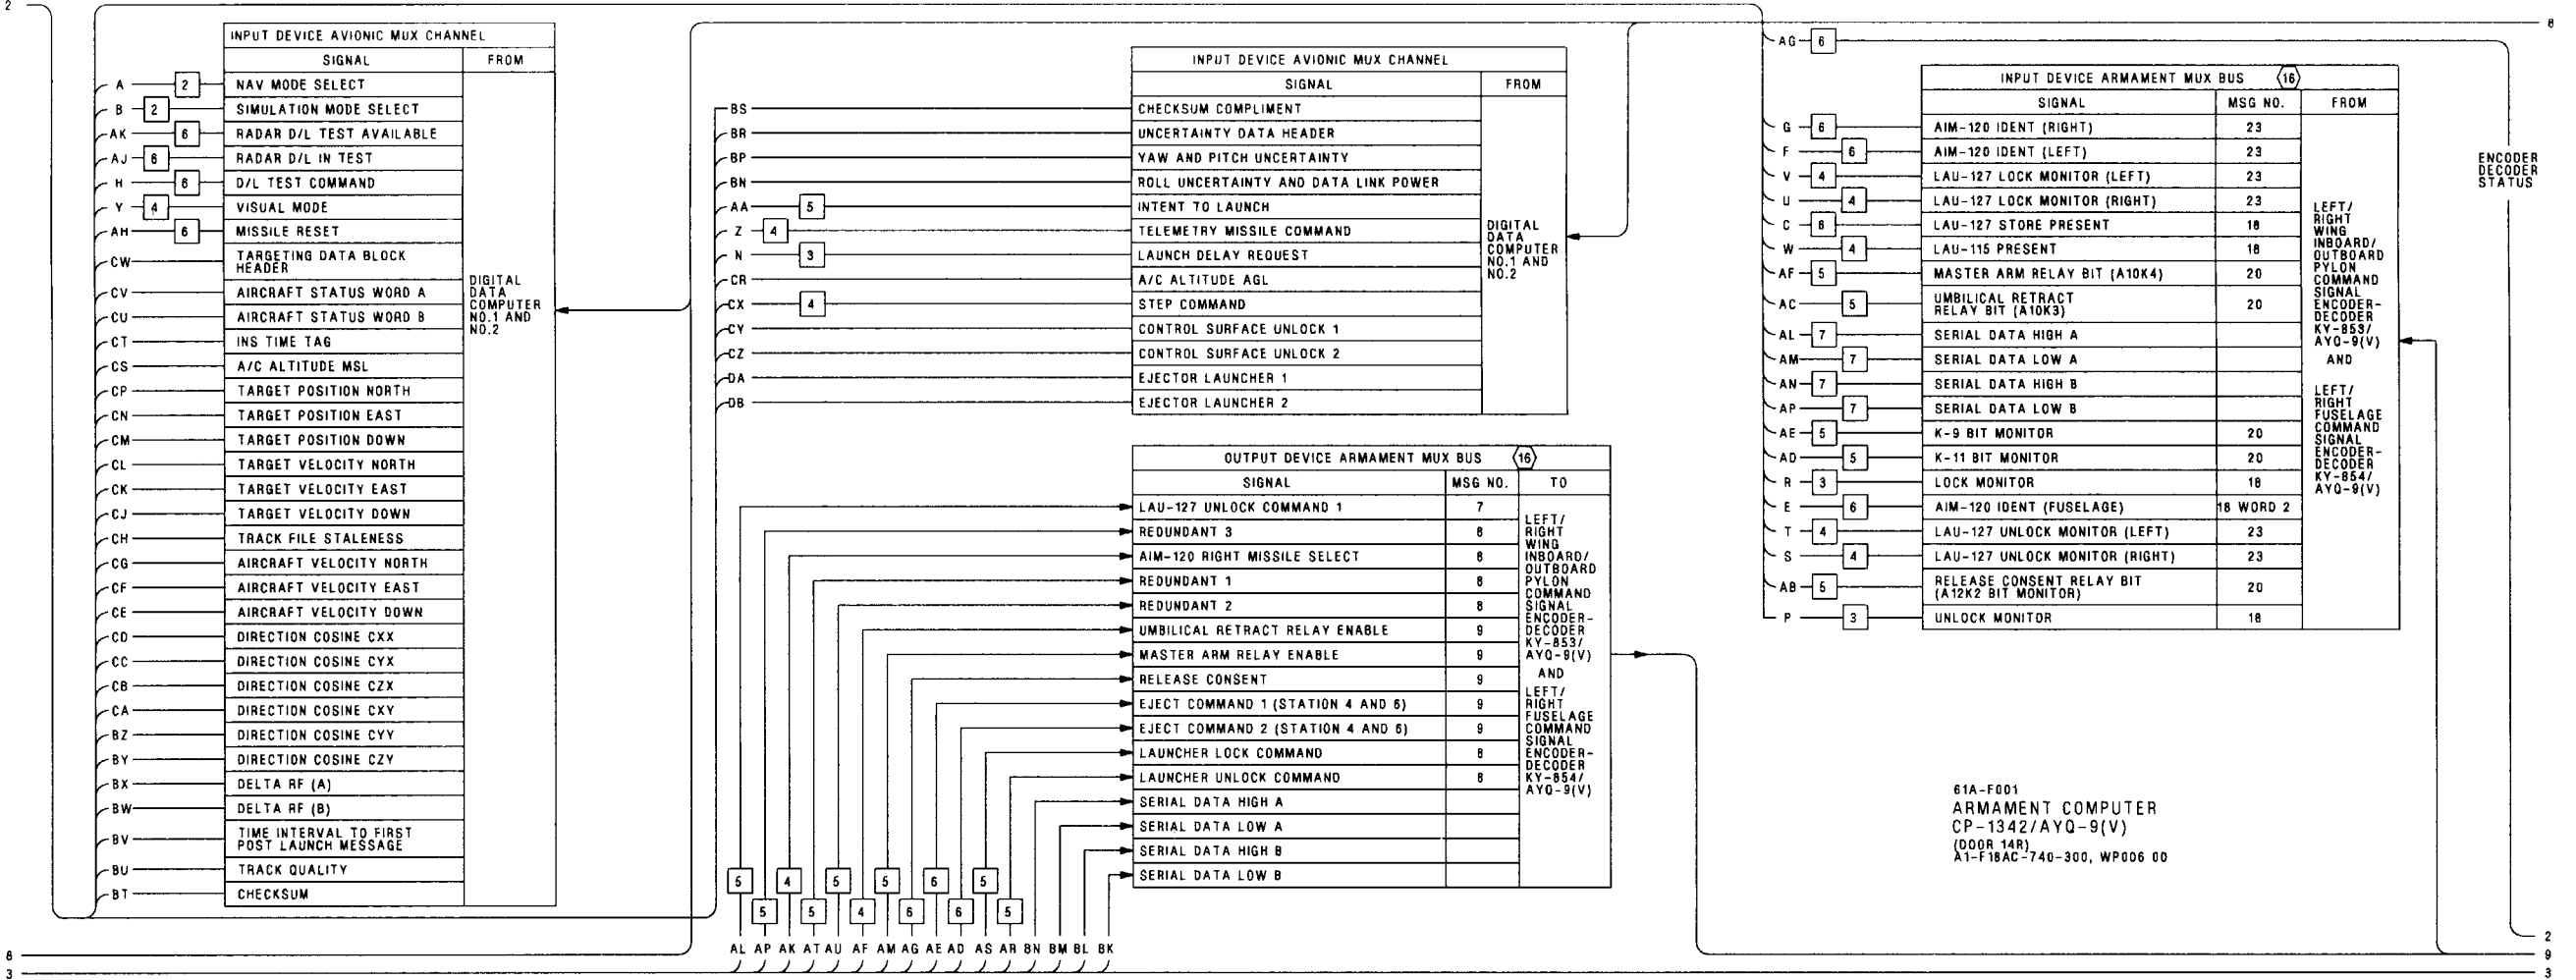 2
INPUT DEVICE AVIONIC MUX CHANNEL
SIGNAL FROM
A 2 NAV MODE SELECT
B 2 SIMULATION MODE SELECT
AK 6 RADAR D/L TEST AVAILABLE
AJ 6 RADAR D/L IN TEST
H 6 D/L TEST COMMAND
Y 4 VISUAL MODE
AH 6 MISSILE RESET
CW TARGETING DATA BLOCK
HEADER
CV AIRCRAFT STATUS WORD A
CU AIRCRAFT STATUS WORD B
CT INS TIME TAG
CS A/C ALTITUDE MSL
CP TARGET POSITION NORTH
CN TARGET POSITION EAST
CM TARGET POSITION DOWN
CL TARGET VELOCITY NORTH
CK TARGET VELOCITY EAST
CJ TARGET VELOCITY DOWN
CH TRACK FILE STALENESS
CG AIRCRAFT VELOCITY NORTH
CF AIRCRAFT VELOCITY EAST
CE AIRCRAFT VELOCITY DOWN
CD DIRECTION COSINE CXX
CC DIRECTION COSINE CYX
CB DIRECTION COSINE CZX
CA DIRECTION COSINE CXY
BZ DIRECTION COSINE CYY
BY DIRECTION COSINE CZY
BX DELTA RF (A)
BW DELTA RF (B)
BV TIME INTERVAL TO FIRST
POST LAUNCH MESSAGE
BU TRACK QUALITY
BT CHECKSUM
DIGITAL
DATA
COMPUTER
NO.1 AND
NO.2
8
3
INPUT DEVICE AVIONIC MUX CHANNEL
SIGNAL FROM
BS CHECKSUM COMPLIMENT
BR UNCERTAINTY DATA HEADER
BP YAW AND PITCH UNCERTAINTY
BN ROLL UNCERTAINTY AND DATA LINK POWER
AA 5 INTENT TO LAUNCH
Z 4 TELEMETRY MISSILE COMMAND
N 3 LAUNCH DELAY REQUEST
CR A/C ALTITUDE AGL
CX 4 STEP COMMAND
CY CONTROL SURFACE UNLOCK 1
CZ CONTROL SURFACE UNLOCK 2
DA EJECTOR LAUNCHER 1
DB EJECTOR LAUNCHER 2
DIGITAL
DATA
COMPUTER
NO.1 AND
NO.2
OUTPUT DEVICE ARMAMENT MUX BUS 16
SIGNAL MSG NO. TO
LAU-127 UNLOCK COMMAND 1 7
REDUNDANT 3 8
AIM-120 RIGHT MISSILE SELECT 8
REDUNDANT 1 8
REDUNDANT 2 8
UMBILICAL RETRACT RELAY ENABLE 9
MASTER ARM RELAY ENABLE 9
RELEASE CONSENT 9
EJECT COMMAND 1 (STATION 4 AND 6) 9
EJECT COMMAND 2 (STATION 4 AND 6) 9
LAUNCHER LOCK COMMAND 8
LAUNCHER UNLOCK COMMAND 8
SERIAL DATA HIGH A
SERIAL DATA LOW A
SERIAL DATA HIGH B
SERIAL DATA LOW B
LEFT/
RIGHT
WING
INBOARD/
OUTBOARD
PYLON
COMMAND
SIGNAL
ENCODER-
DECODER
KY-853/
AYQ-9(V)
AND
LEFT/
RIGHT
FUSELAGE
COMMAND
SIGNAL
ENCODER-
DECODER
KY-854/
AYQ-9(V)
5 4 5 5 6 5
5 5 4 6 6 5
AL AP AK AT AU AF AM AG AE AD AS AR BN BM BL BK
8
AG 6
INPUT DEVICE ARMAMENT MUX BUS 16
SIGNAL MSG NO. FROM
G 6 AIM-120 IDENT (RIGHT) 23
F 6 AIM-120 IDENT (LEFT) 23
V 4 LAU-127 LOCK MONITOR (LEFT) 23
U 4 LAU-127 LOCK MONITOR (RIGHT) 23
C 6 LAU-127 STORE PRESENT 18
W 4 LAU-115 PRESENT 18
AF 5 MASTER ARM RELAY BIT (A10K4) 20
AC 5 UMBILICAL RETRACT
RELAY BIT (A10K3) 20
AL 7 SERIAL DATA HIGH A
AM 7 SERIAL DATA LOW A
AN 7 SERIAL DATA HIGH B
AP 7 SERIAL DATA LOW B
AE 5 K-9 BIT MONITOR 20
AD 5 K-11 BIT MONITOR 20
R 3 LOCK MONITOR 18
E 6 AIM-120 IDENT (FUSELAGE) 18 WORD 2
T 4 LAU-127 UNLOCK MONITOR (LEFT) 23
S 4 LAU-127 UNLOCK MONITOR (RIGHT) 23
AB 5 RELEASE CONSENT RELAY BIT
(A12K2 BIT MONITOR) 20
P 3 UNLOCK MONITOR 18
LEFT/
RIGHT
WING
INBOARD/
OUTBOARD
PYLON
COMMAND
SIGNAL
ENCODER-
DECODER
KY-853/
AYQ-9(V)
AND
LEFT/
RIGHT
FUSELAGE
COMMAND
SIGNAL
ENCODER-
DECODER
KY-854/
AYQ-9(V)
ENCODER
DECODER
STATUS
61A-F001
ARMAMENT COMPUTER
CP-1342/AYQ-9(V)
(DOOR 14R)
A1-F18AC-740-300, WP006 00
2
9
3